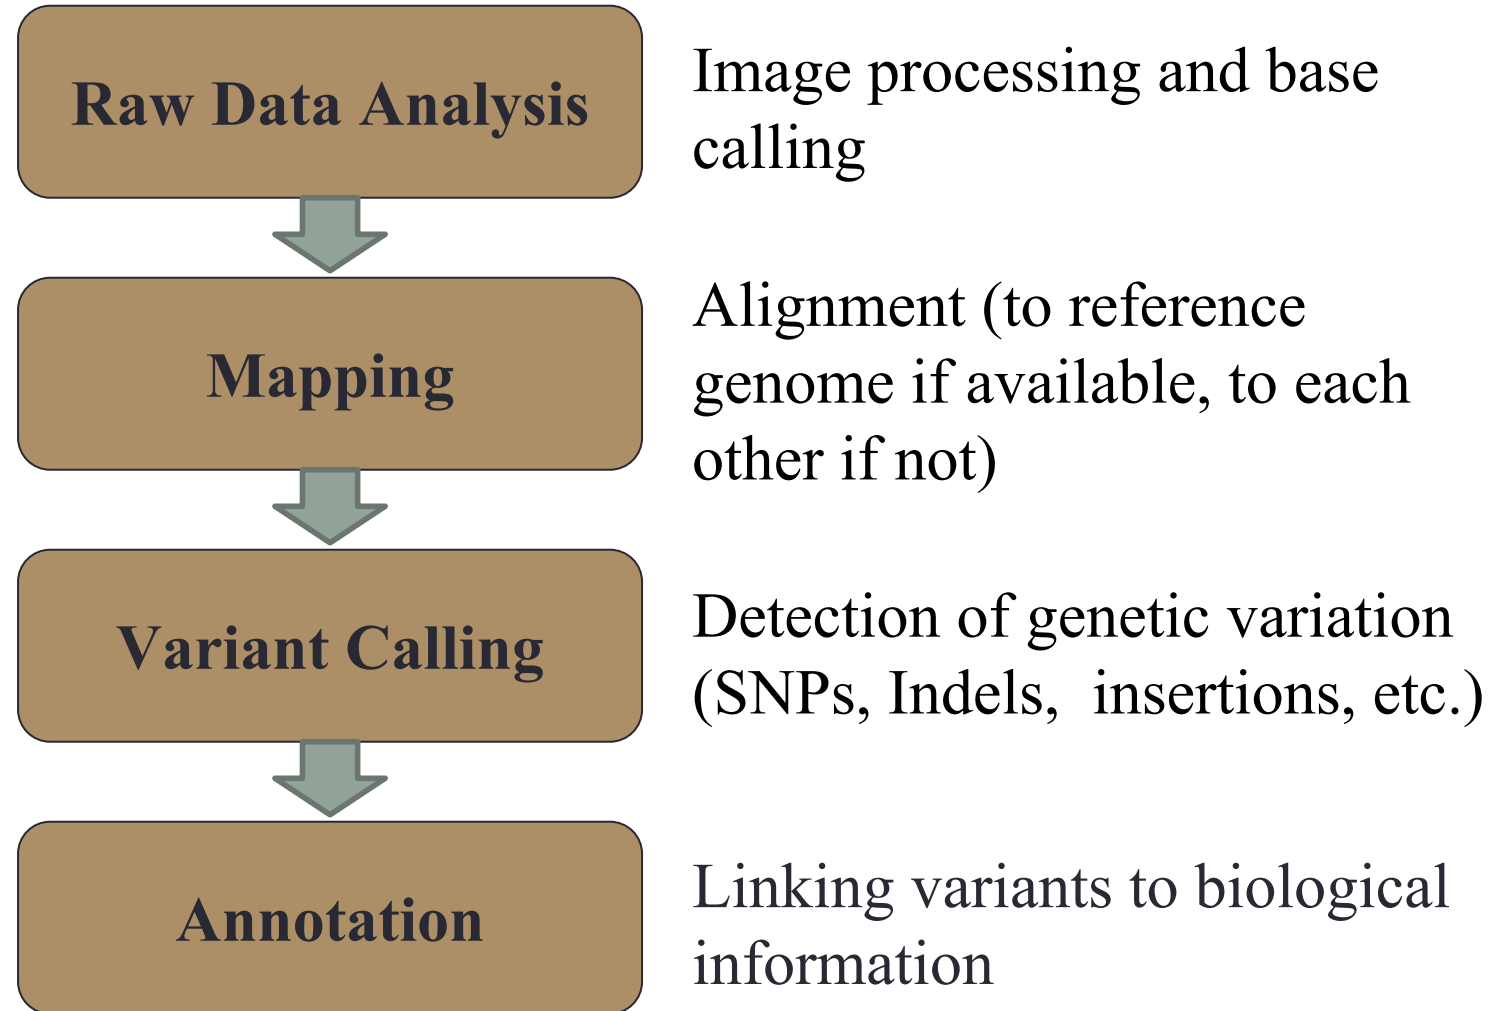 Raw Data Analysis
Image processing and base
calling
Mapping
Alignment (to reference
genome if available, to each
other if not)
Variant Calling
Detection of genetic variation
(SNPs, Indels,  insertions, etc.)
Annotation
Linking variants to biological
information